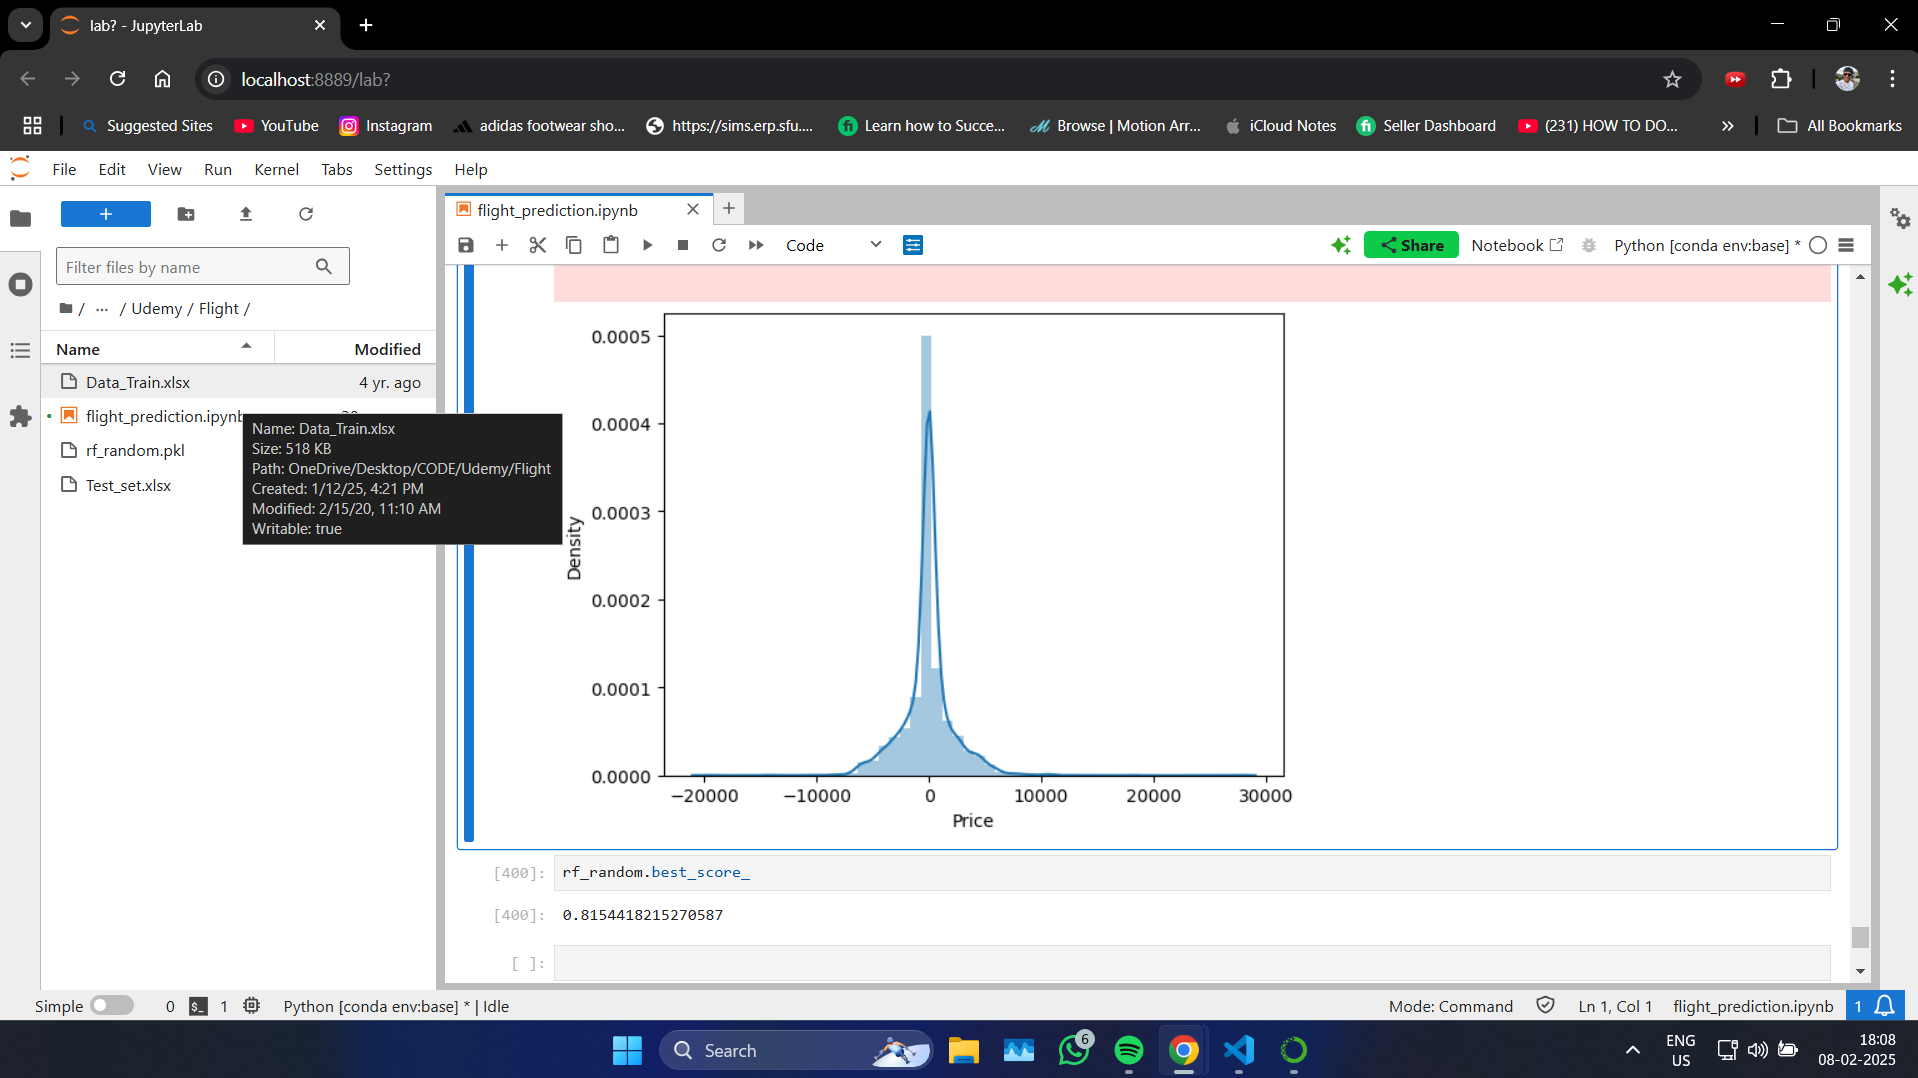 lab? - JupyterLab
localhost:8889/lab?
Suggested Sites
YouTube
Instagram
adidas footwear sho...
https://sims.erp.sfu....
Learn how to Succe...
Browse | Motion Arr...
iCloud Notes
Seller Dashboard
(231) HOW TO DO...
All Bookmarks
File Edit View Run Kernel Tabs Settings Help
Filter files by name
/ ... / Udemy / Flight /
Name Modified
Data_Train.xlsx 4 yr. ago
flight_prediction.ipynb
rf_random.pkl
Test_set.xlsx
Name: Data_Train.xlsx
Size: 518 KB
Path: OneDrive/Desktop/CODE/Udemy/Flight
Created: 1/12/25, 4:21 PM
Modified: 2/15/20, 11:10 AM
Writable: true
flight_prediction.ipynb
Code
Share
Notebook
Python [conda env:base] *
0.0005
0.0004
0.0003
0.0002
0.0001
0.0000
Density
−20000 −10000 0 10000 20000 30000
Price
[400]: rf_random.best_score_
[400]: 0.8154418215270587
[ ]:
Simple 0 $_ 1 Python [conda env:base] * | Idle
Mode: Command Ln 1, Col 1 flight_prediction.ipynb 1
Search
6
ENG
US
18:08
08-02-2025